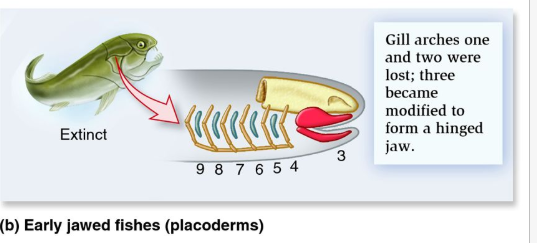 Gill arches one
and two were
lost; three
became
modified to
form a hinged
jaw.
Extinct
9 8 7 6 5 4 3
(b) Early jawed fishes (placoderms)